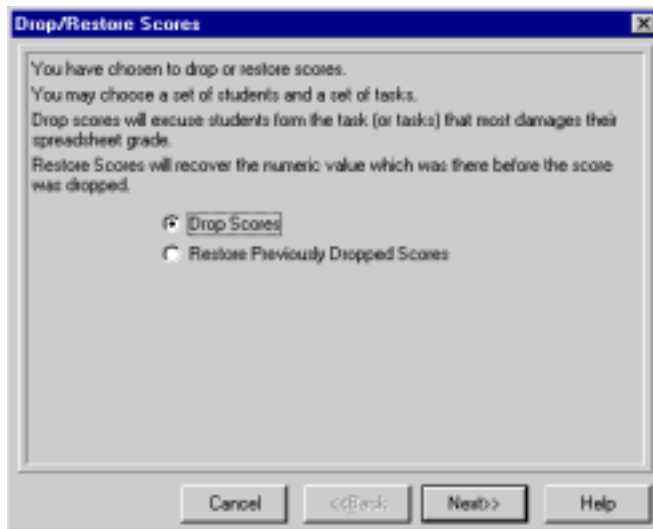 Drop/Restore Scores
You have chosen to drop or restore scores.
You may choose a set of students and a set of tasks.
Drop scores will excuse students form the task (or tasks) that most damages their
spreadsheet grade.
Restore Scores will recover the numeric value which was there before the score
was dropped.
Drop Scores
Restore Previously Dropped Scores
Cancel
<<Back
Next>>
Help